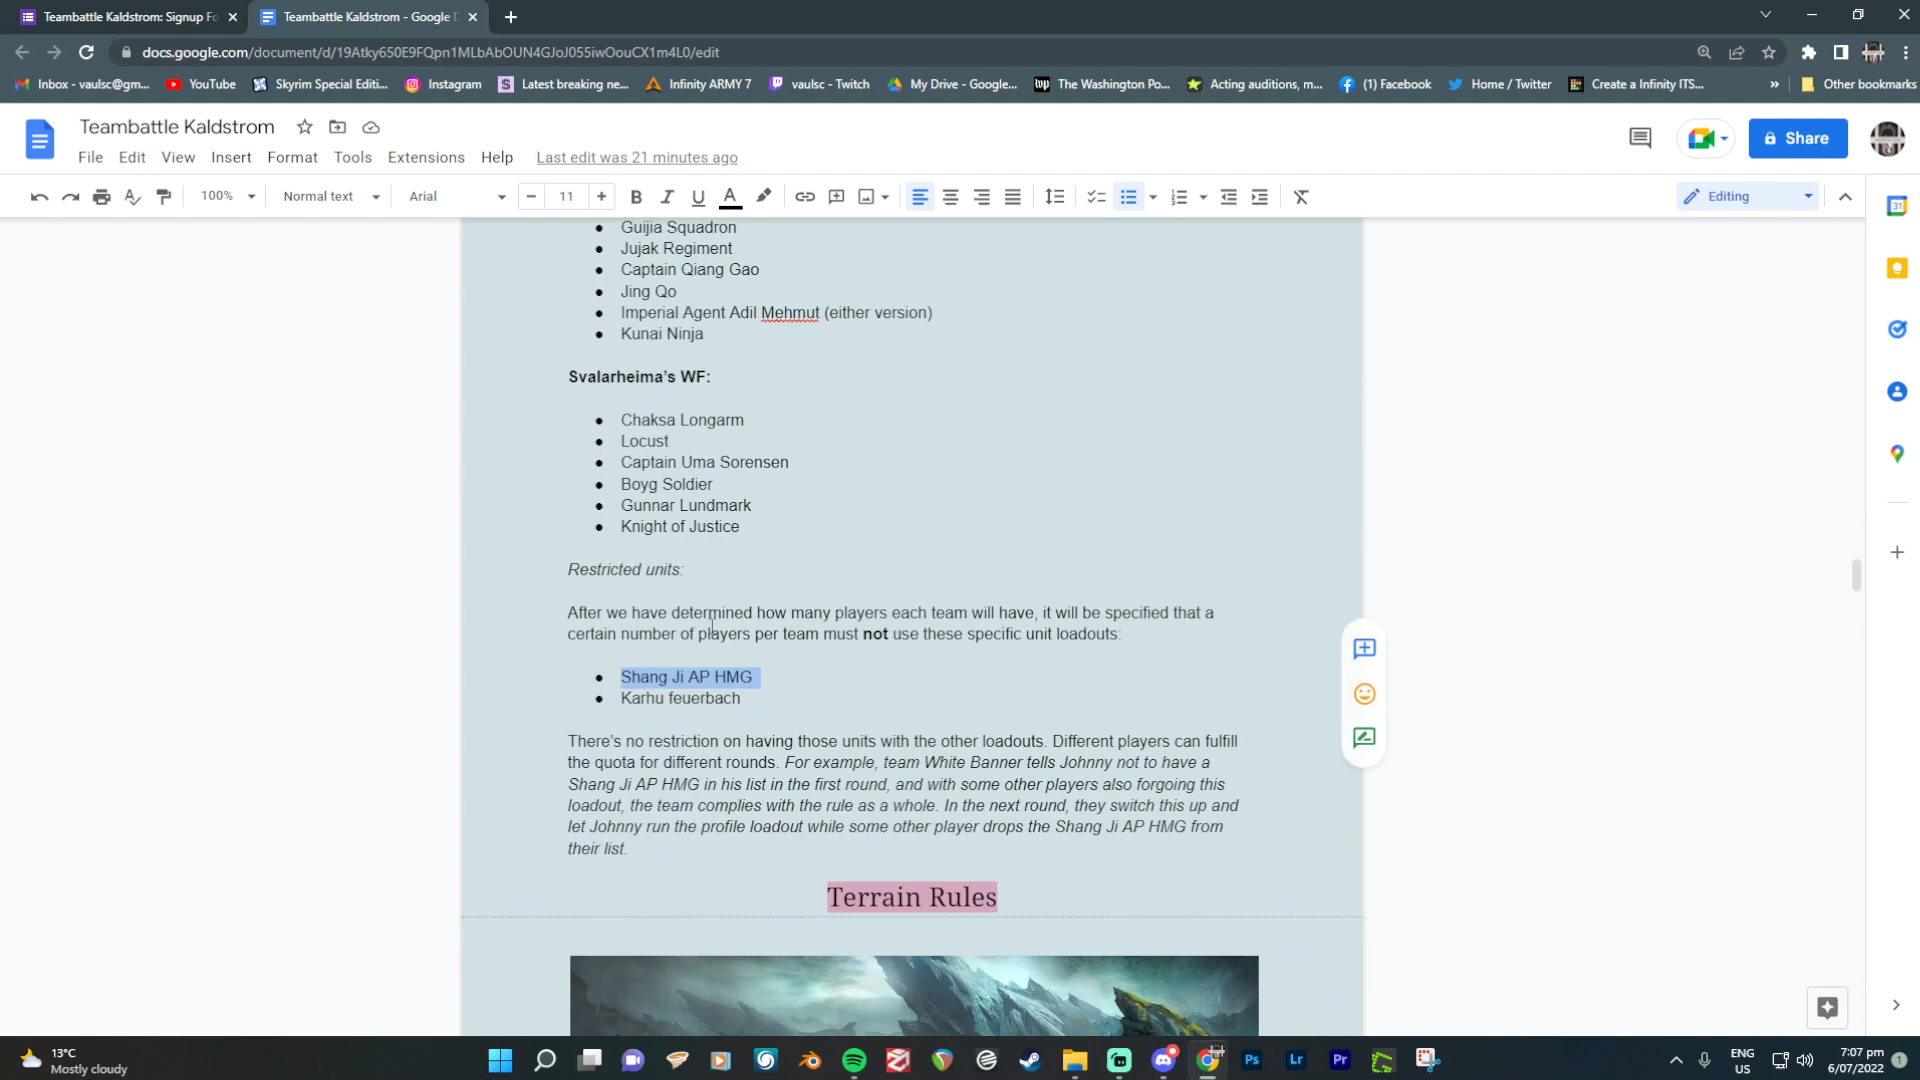 Teambattle Kaldstrom: Signup Fo
Teambattle Kaldstrom - Google D
docs.google.com/document/d/19Atky650E9FQpn1MLbAbOUN4GJoJ055iwOouCX1m4L0/edit
Inbox - vaulsc@gm...
YouTube
Skyrim Special Editi...
Instagram
Latest breaking ne...
Infinity ARMY 7
vaulsc - Twitch
My Drive - Google...
The Washington Po...
Acting auditions, m...
(1) Facebook
Home / Twitter
Create a Infinity ITS...
»
Other bookmarks
Teambattle Kaldstrom
File Edit View Insert Format Tools Extensions Help Last edit was 21 minutes ago
Share
100% Normal text Arial 11 Editing
Guijia Squadron
Jujak Regiment
Captain Qiang Gao
Jing Qo
Imperial Agent Adil Mehmut (either version)
Kunai Ninja
Svalarheima’s WF:
Chaksa Longarm
Locust
Captain Uma Sorensen
Boyg Soldier
Gunnar Lundmark
Knight of Justice
Restricted units:
After we have determined how many players each team will have, it will be specified that a
certain number of players per team must not use these specific unit loadouts:
Shang Ji AP HMG
Karhu feuerbach
There’s no restriction on having those units with the other loadouts. Different players can fulfill
the quota for different rounds. For example, team White Banner tells Johnny not to have a
Shang Ji AP HMG in his list in the first round, and with some other players also forgoing this
loadout, the team complies with the rule as a whole. In the next round, they switch this up and
let Johnny run the profile loadout while some other player drops the Shang Ji AP HMG from
their list.
Terrain Rules
31
13°C
Mostly cloudy
Ps
Lr
Pr
ENG
US
7:07 pm
6/07/2022
1